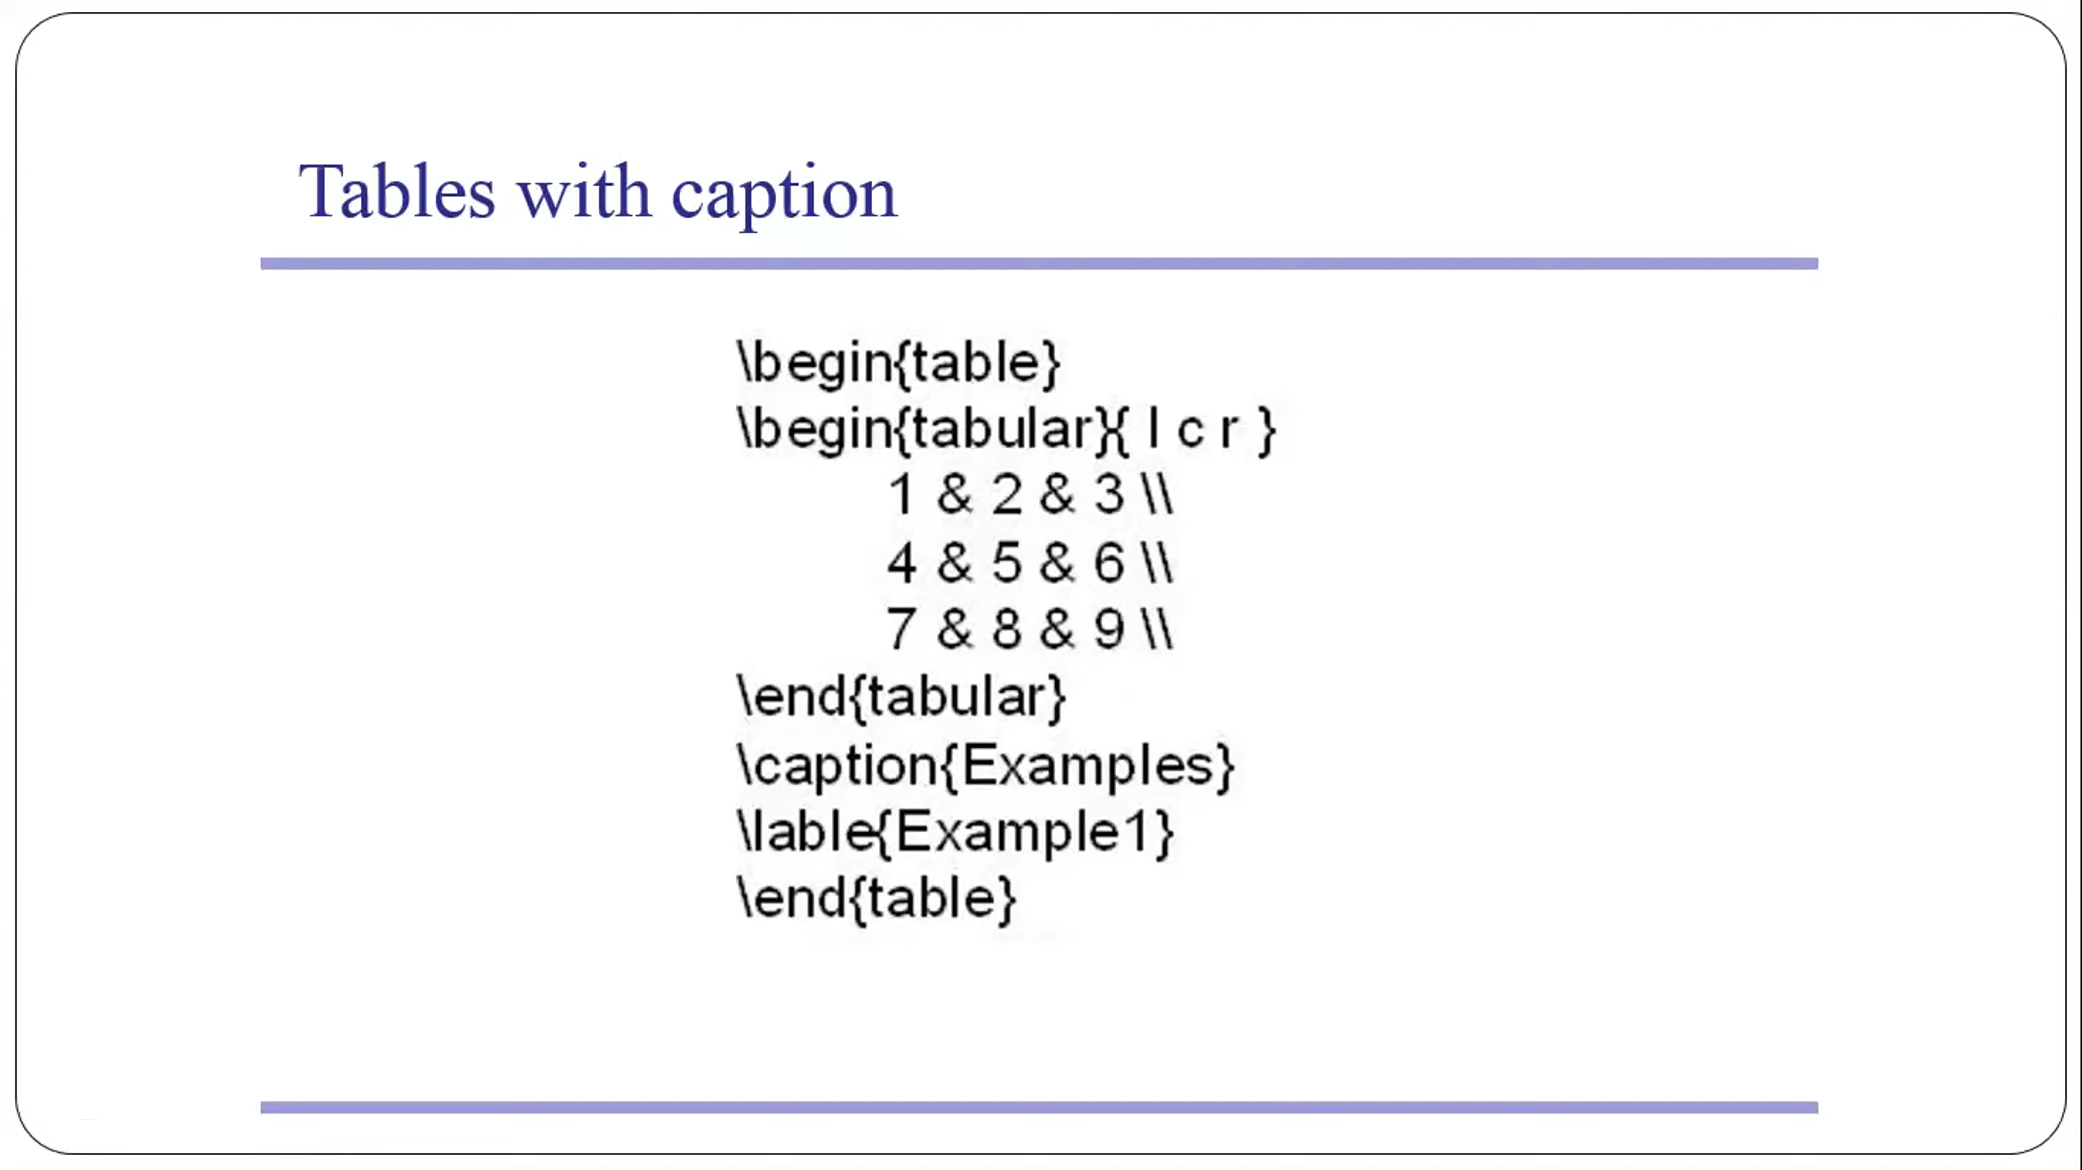 Tables with caption
\begin{table}
\begin{tabular}{ l c r }
1 & 2 & 3 \\
4 & 5 & 6 \\
7 & 8 & 9 \\
\end{tabular}
\caption{Examples}
\lable{Example1}
\end{table}